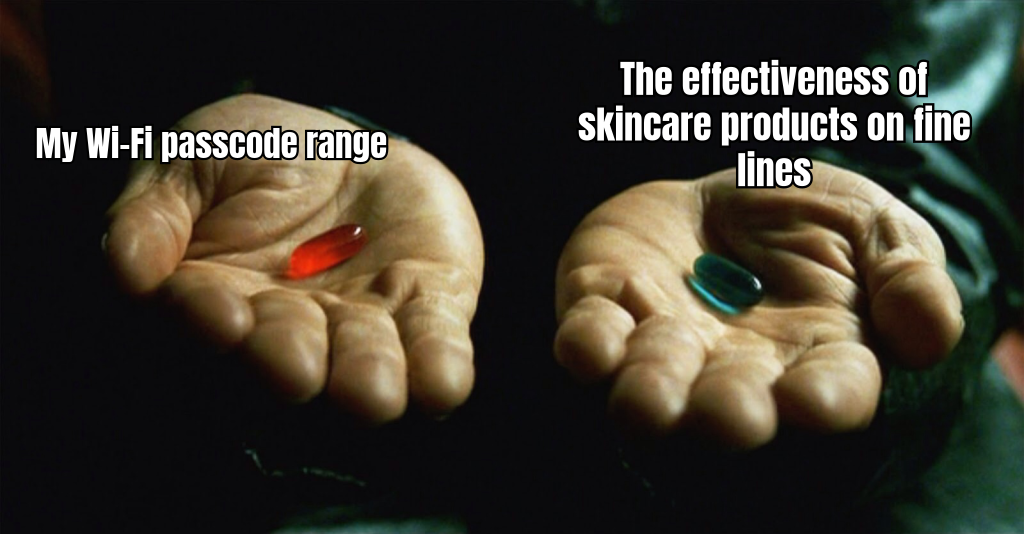 My Wi-Fi passcode range
The effectiveness of
skincare products on fine
lines